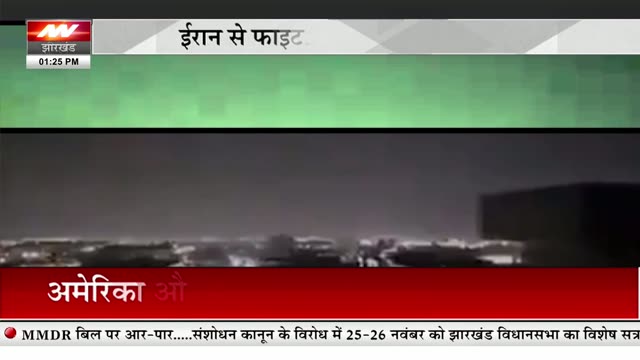 झारखंड
01:25 PM
ईरान से फाइट
अमेरिका औ
MMDR बिल पर आर-पार.....संशोधन कानून के विरोध में 25-26 नवंबर को झारखंड विधानसभा का विशेष सत्र